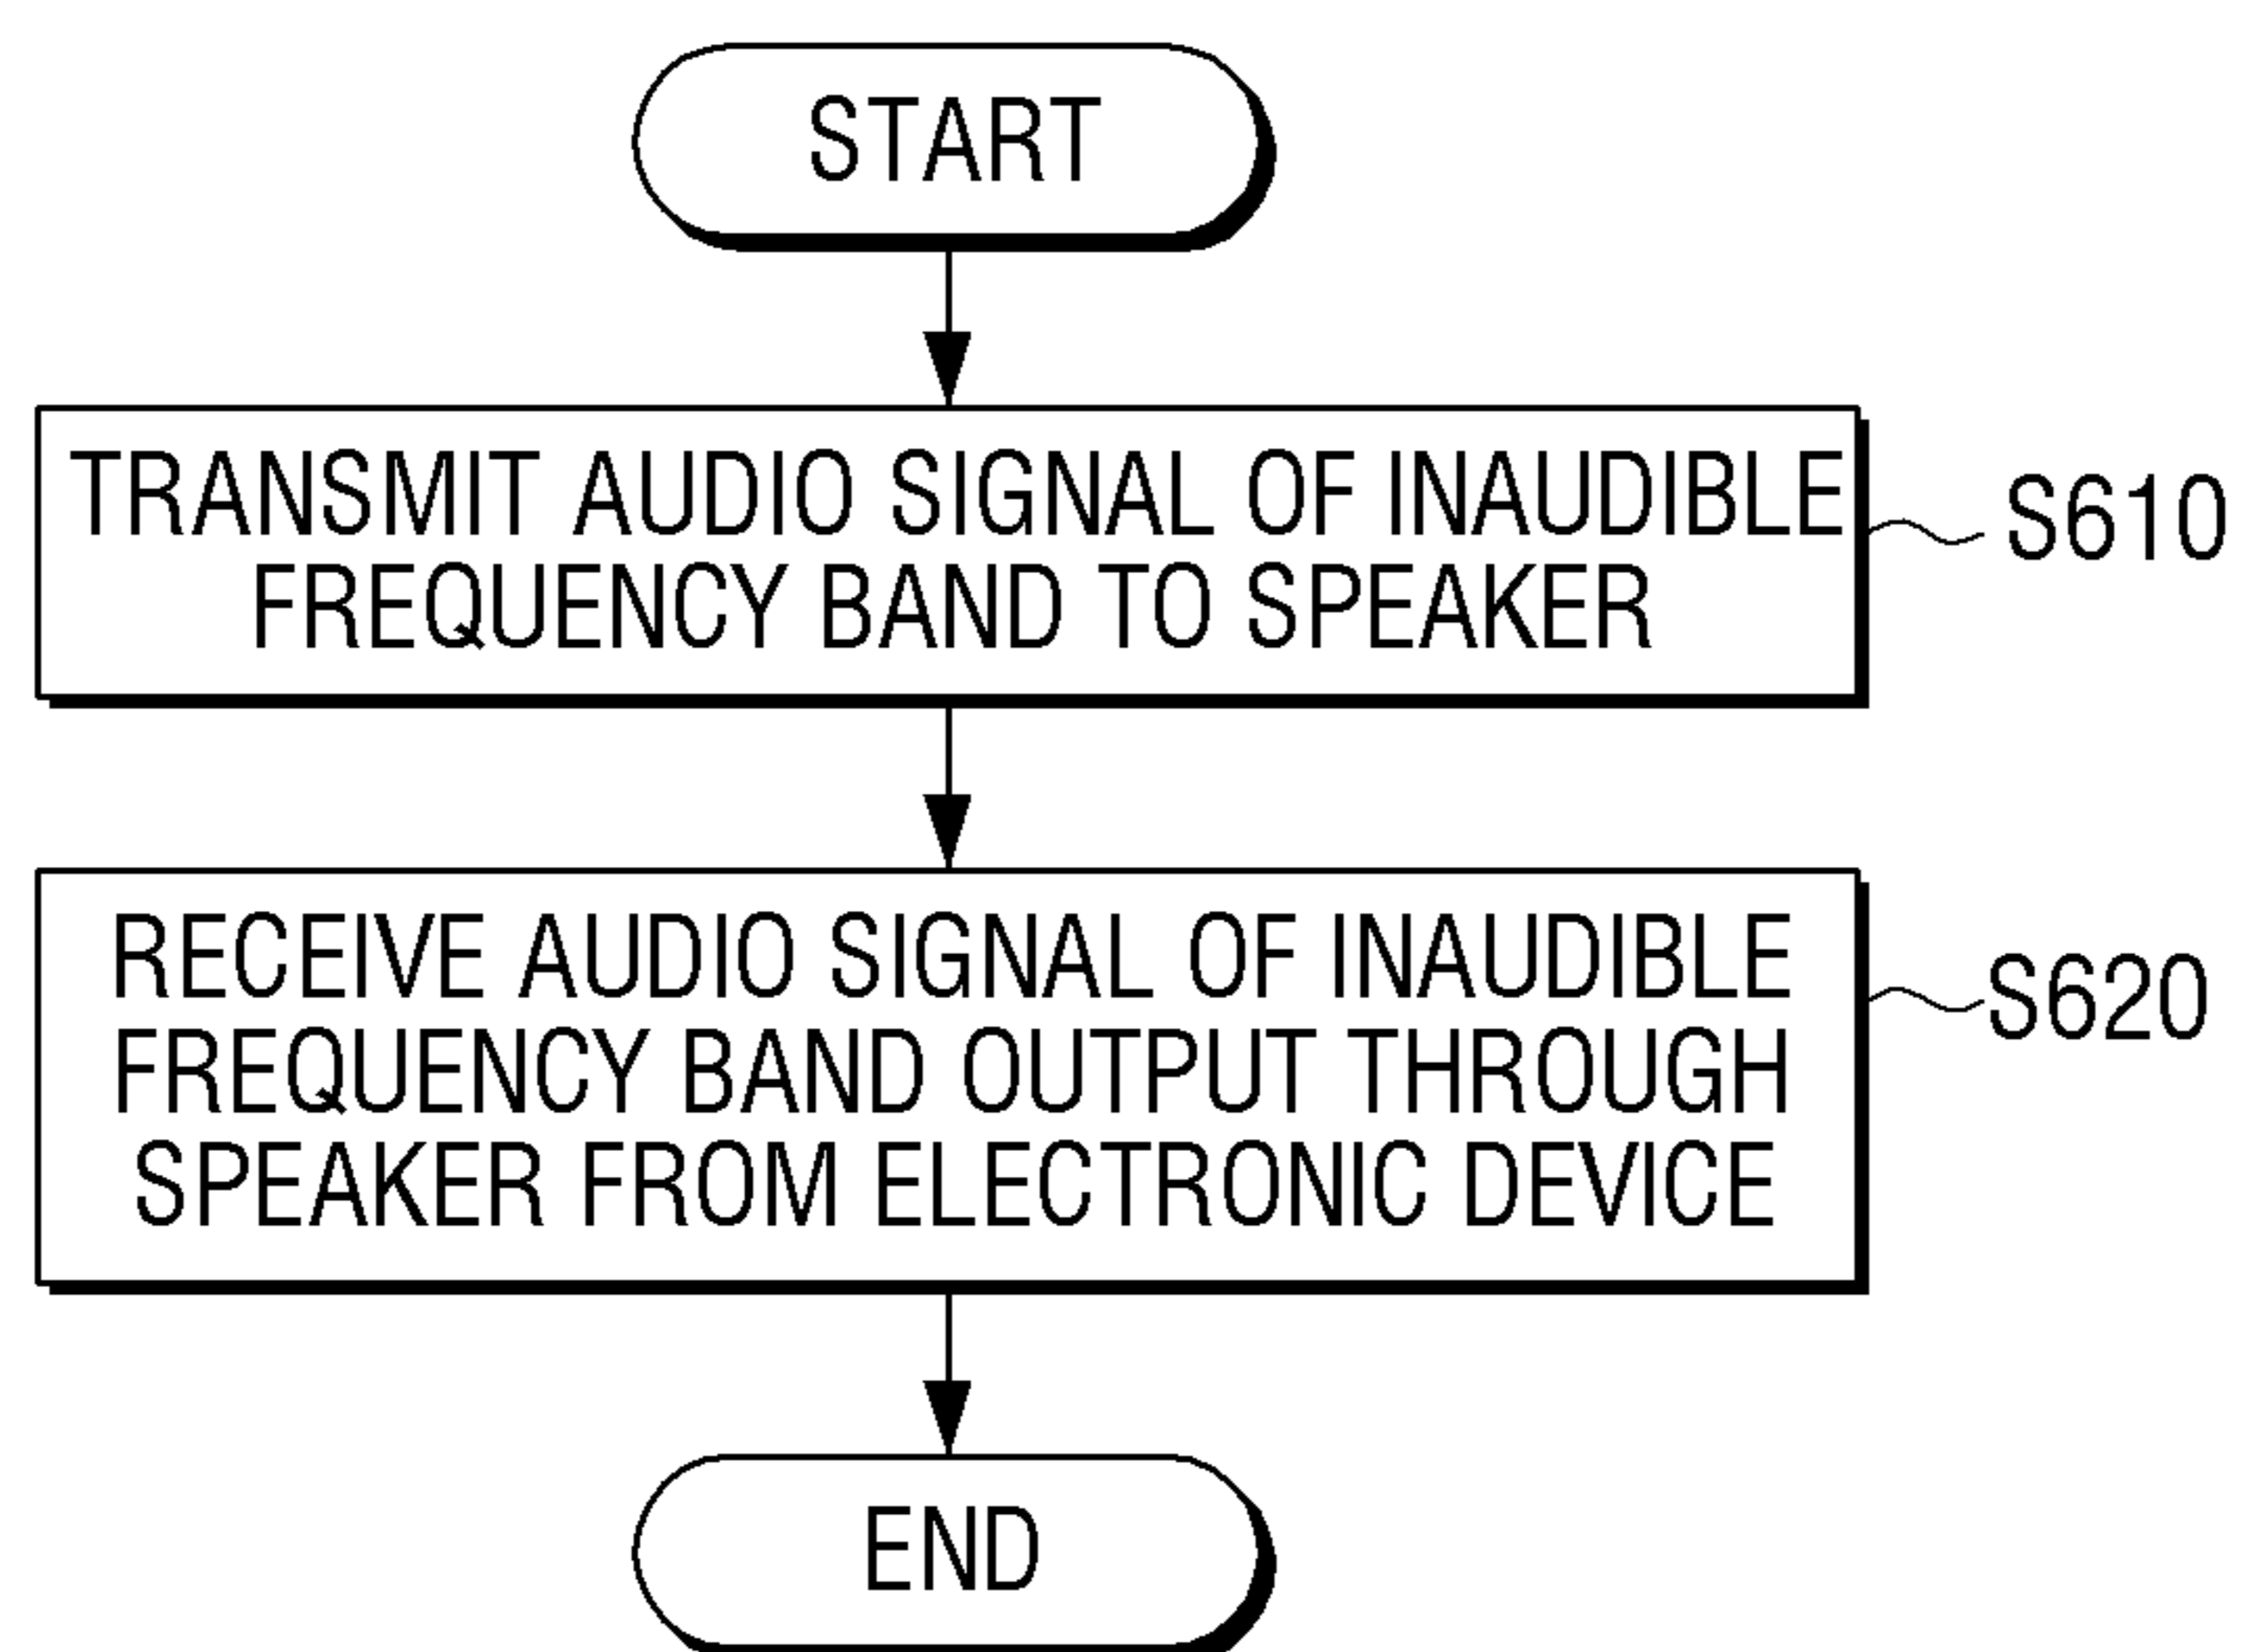 START
TRANSMIT AUDIO SIGNAL OF INAUDIBLE
FREQUENCY BAND TO SPEAKER
S610
RECEIVE AUDIO SIGNAL OF INAUDIBLE
FREQUENCY BAND OUTPUT THROUGH
SPEAKER FROM ELECTRONIC DEVICE
S620
END